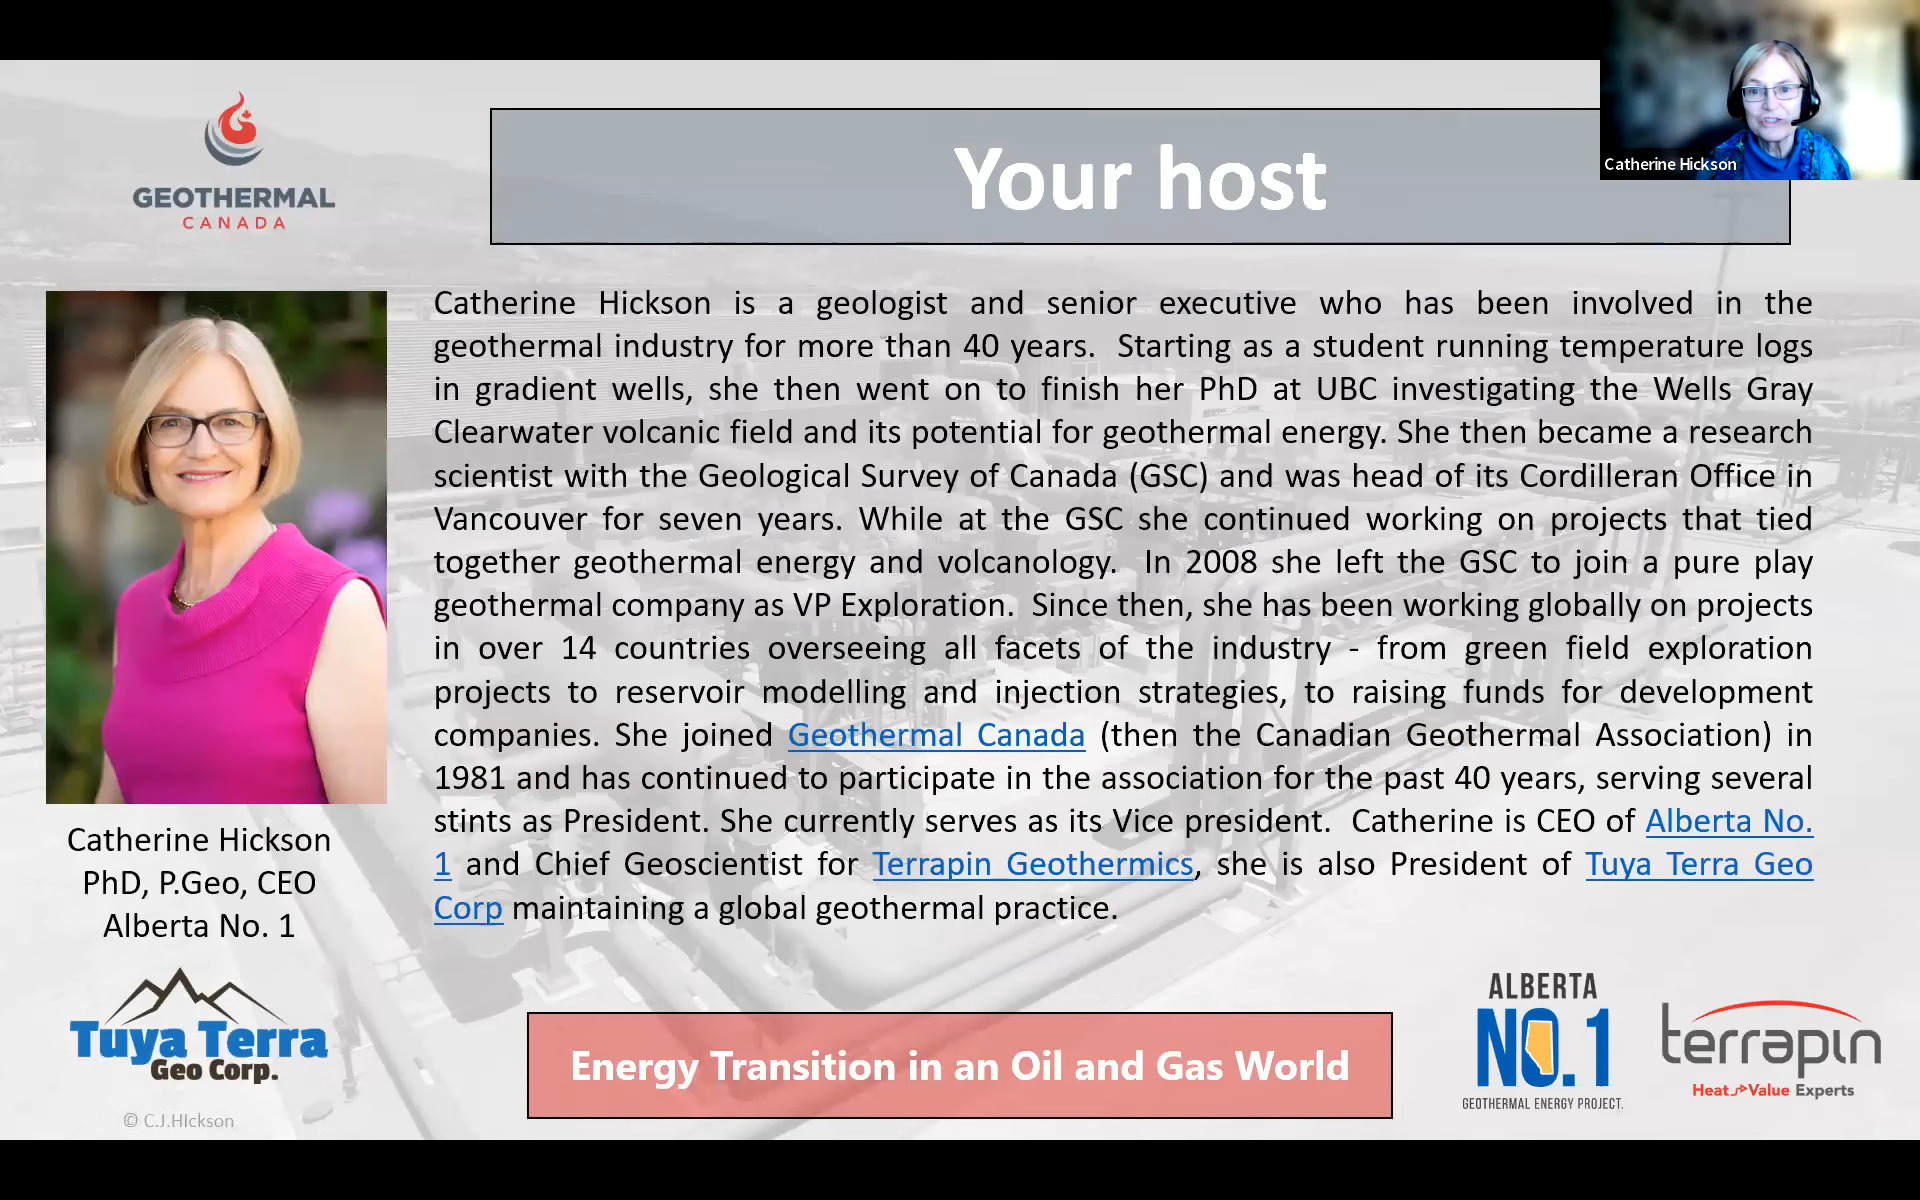 Catherine Hickson
GEOTHERMAL
CANADA
Your host
Catherine Hickson is a geologist and senior executive who has been involved in the
geothermal industry for more than 40 years. Starting as a student running temperature logs
in gradient wells, she then went on to finish her PhD at UBC investigating the Wells Gray
Clearwater volcanic field and its potential for geothermal energy. She then became a research
scientist with the Geological Survey of Canada (GSC) and was head of its Cordilleran Office in
Vancouver for seven years. While at the GSC she continued working on projects that tied
together geothermal energy and volcanology. In 2008 she left the GSC to join a pure play
geothermal company as VP Exploration. Since then, she has been working globally on projects
in over 14 countries overseeing all facets of the industry - from green field exploration
projects to reservoir modelling and injection strategies, to raising funds for development
companies. She joined Geothermal Canada (then the Canadian Geothermal Association) in
1981 and has continued to participate in the association for the past 40 years, serving several
stints as President. She currently serves as its Vice president. Catherine is CEO of Alberta No.
1 and Chief Geoscientist for Terrapin Geothermics, she is also President of Tuya Terra Geo
Corp maintaining a global geothermal practice.
Catherine Hickson
PhD, P.Geo, CEO
Alberta No. 1
Tuya Terra
Geo Corp.
© C.J.HIckson
Energy Transition in an Oil and Gas World
ALBERTA
NO.1
GEOTHERMAL ENERGY PROJECT.
terrapin
Heat Value Experts